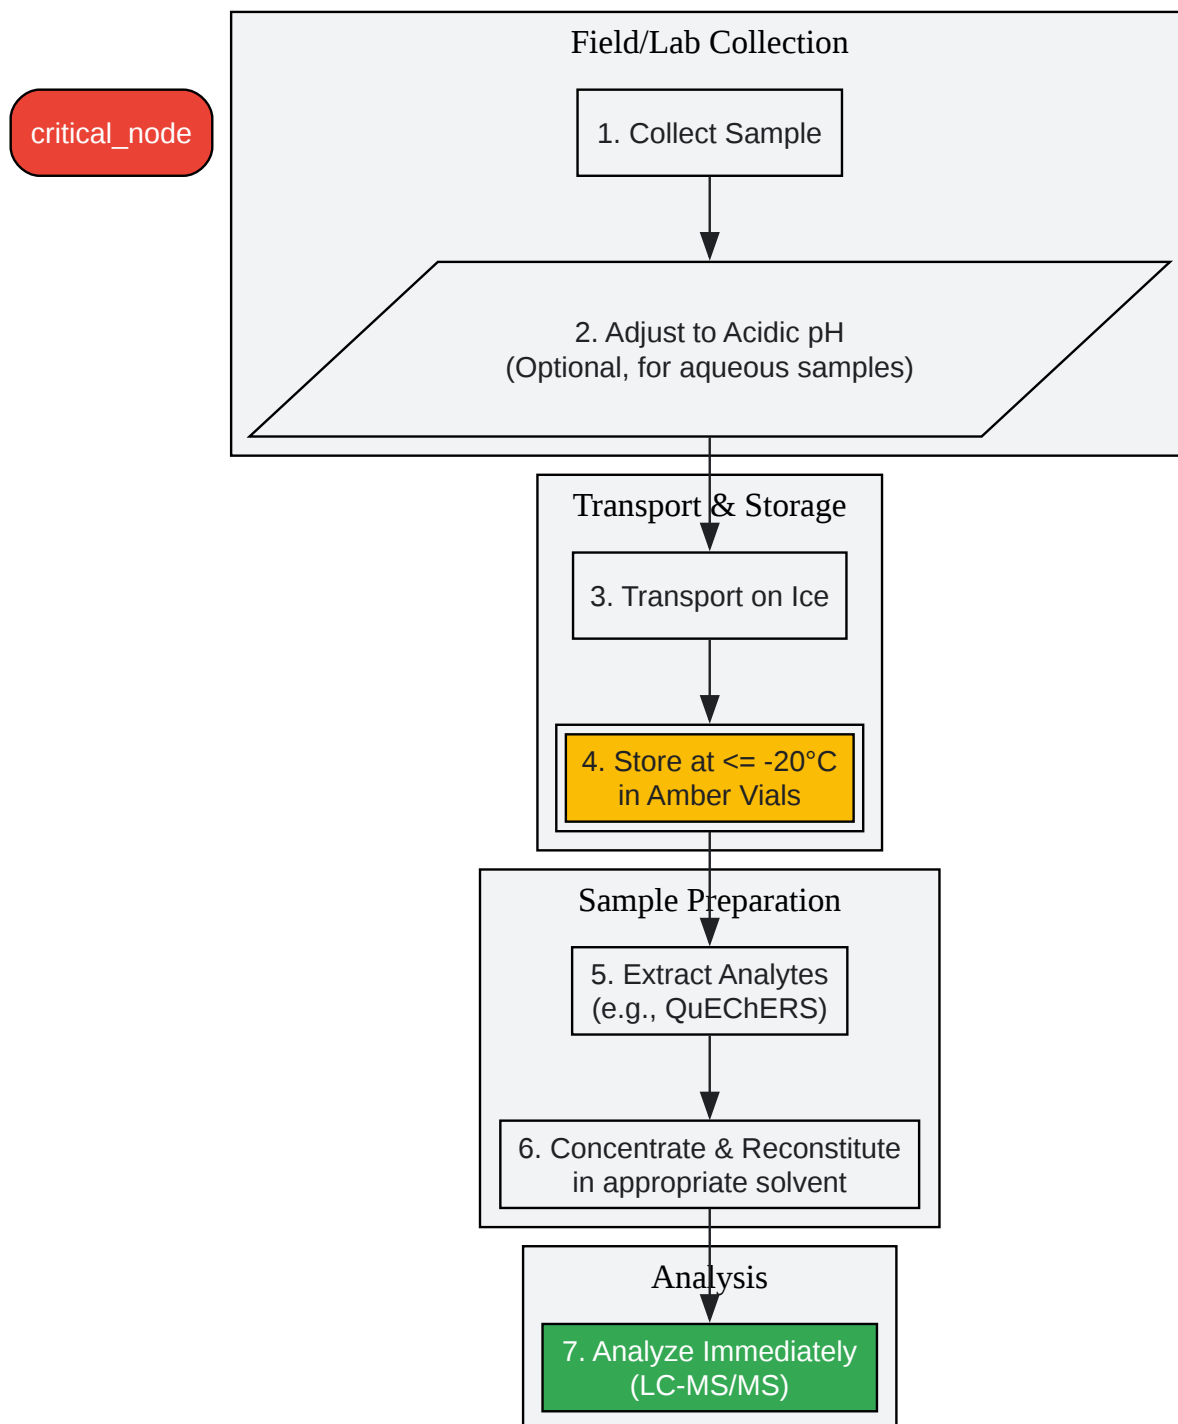 Field/Lab Collection
critical_node
1. Collect Sample
2. Adjust to Acidic pH
(Optional, for aqueous samples)
Transport & Storage
3. Transport on Ice
4. Store at <= -20°C
in Amber Vials
Sample Preparation
5. Extract Analytes
(e.g., QuEChERS)
6. Concentrate & Reconstitute
in appropriate solvent
Analysis
7. Analyze Immediately
(LC-MS/MS)